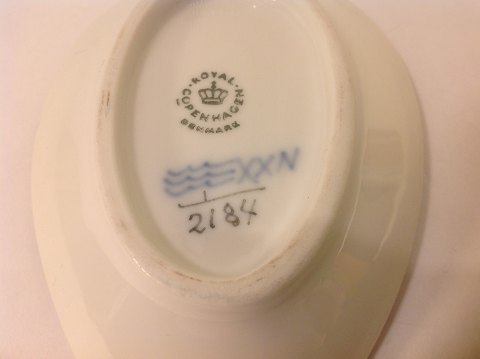 ROYAL
COPENHAGEN
DENMARK
XXN
1
2184